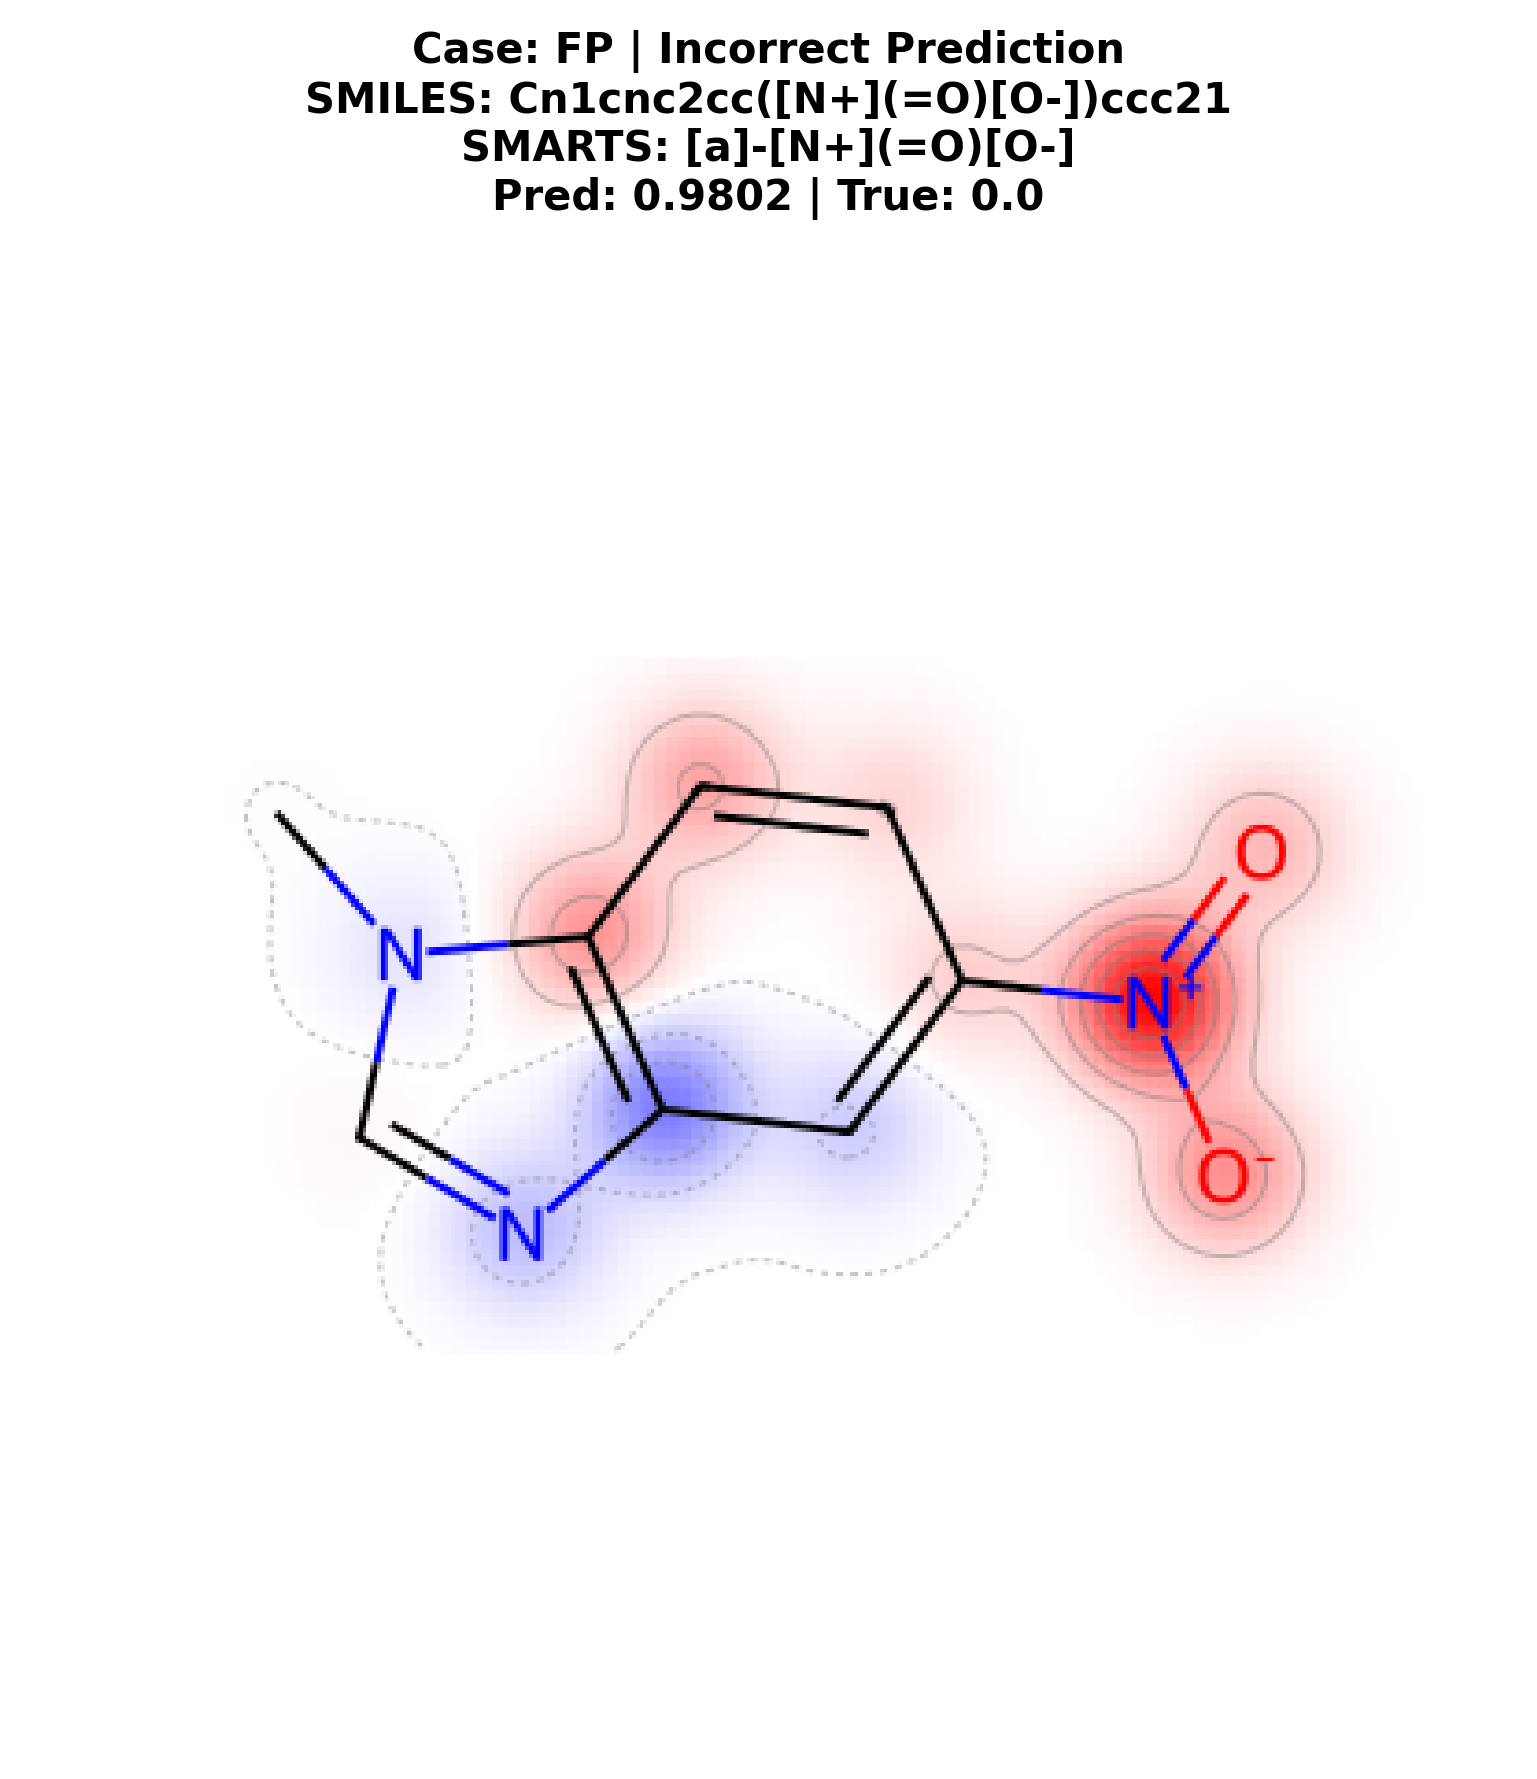 Case: FP | Incorrect Prediction
SMILES: Cn1cnc2cc([N+](=O)[O-])ccc21
SMARTS: [a]-[N+](=O)[O-]
Pred: 0.9802 | True: 0.0
O
N
N+
O−
N